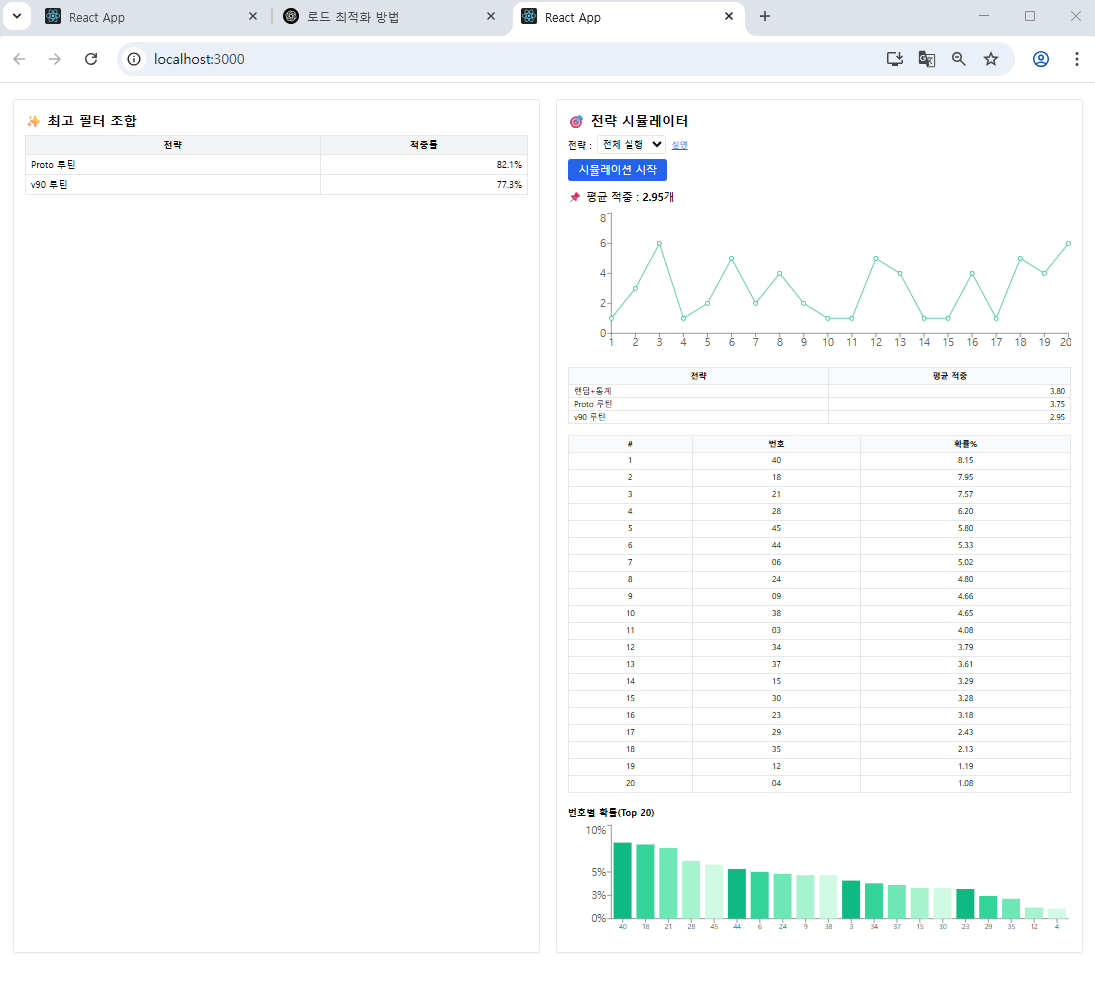 React App
로드 최적화 방법
React App
localhost:3000
✨ 최고 필터 조합
전략 적중률
Proto 루틴 82.1%
v90 루틴 77.3%
🎯 전략 시뮬레이터
전략 : 전체 실행 설명
시뮬레이션 시작
📌 평균 적중 : 2.95개
8
6
4
2
0
1 2 3 4 5 6 7 8 9 10 11 12 13 14 15 16 17 18 19 20
전략 평균 적중
랜덤+통계 3.80
Proto 루틴 3.75
v90 루틴 2.95
# 번호 확률%
1 40 8.15
2 18 7.95
3 21 7.57
4 28 6.20
5 45 5.80
6 44 5.33
7 06 5.02
8 24 4.80
9 09 4.66
10 38 4.65
11 03 4.08
12 34 3.79
13 37 3.61
14 15 3.29
15 30 3.28
16 23 3.18
17 29 2.43
18 35 2.13
19 12 1.19
20 04 1.08
번호별 확률(Top 20)
10%
5%
3%
0%
40 18 21 28 45 44 6 24 9 38 3 34 37 15 30 23 29 35 12 4